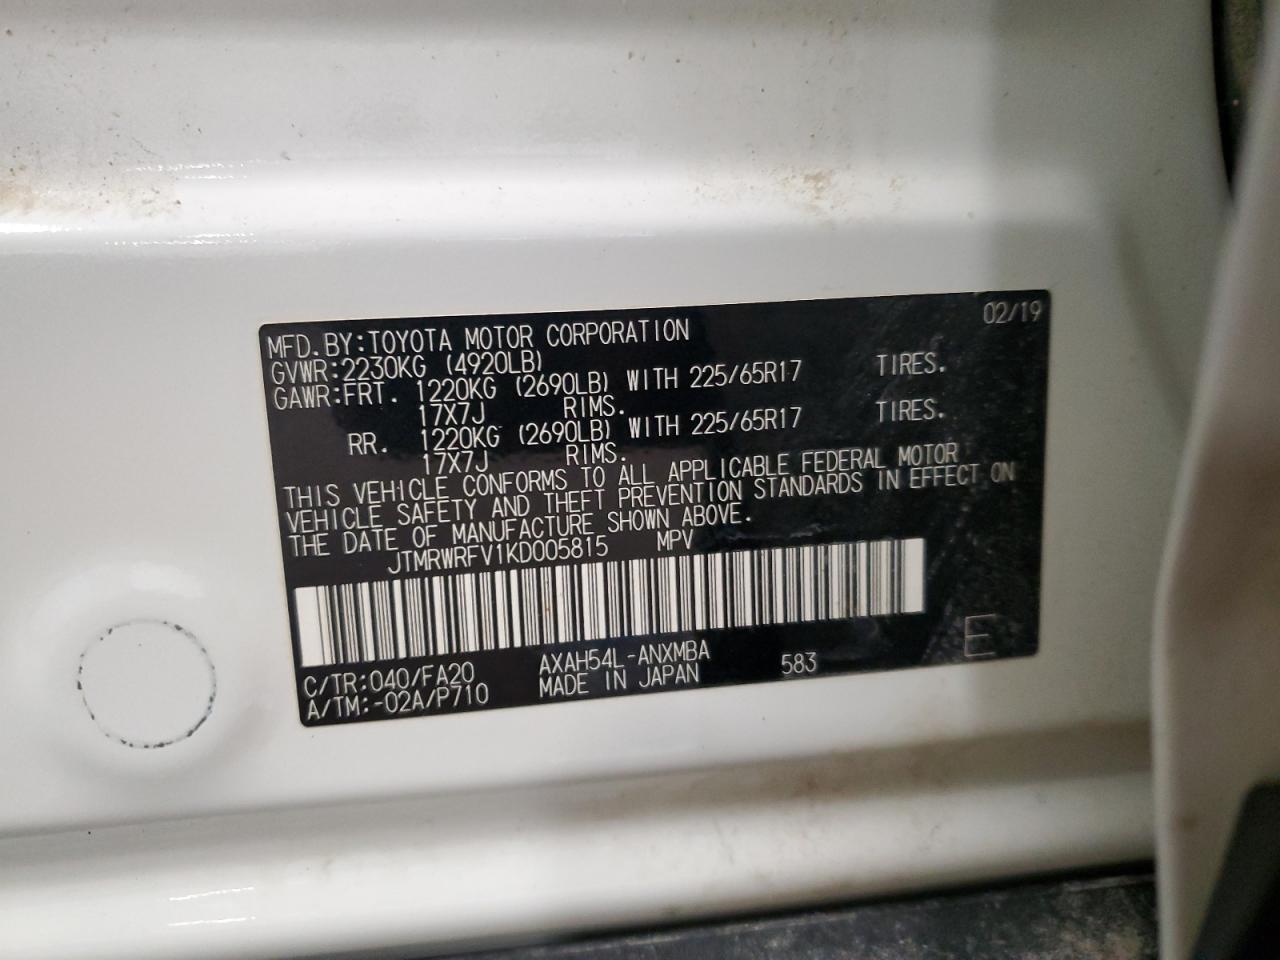 02/19
MFD.BY:TOYOTA MOTOR CORPORATION
GVWR:2230KG (4920LB)
GAWR:FRT. 1220KG (2690LB) WITH 225/65R17 TIRES.
17X7J RIMS.
RR. 1220KG (2690LB) WITH 225/65R17 TIRES.
17X7J RIMS.
THIS VEHICLE CONFORMS TO ALL APPLICABLE FEDERAL MOTOR
VEHICLE SAFETY AND THEFT PREVENTION STANDARDS IN EFFECT ON
THE DATE OF MANUFACTURE SHOWN ABOVE.
JTMRWRFV1KD005815 MPV
C/TR:040/FA20 AXAH54L-ANXMBA 583 E
A/TM:-02A/P710 MADE IN JAPAN